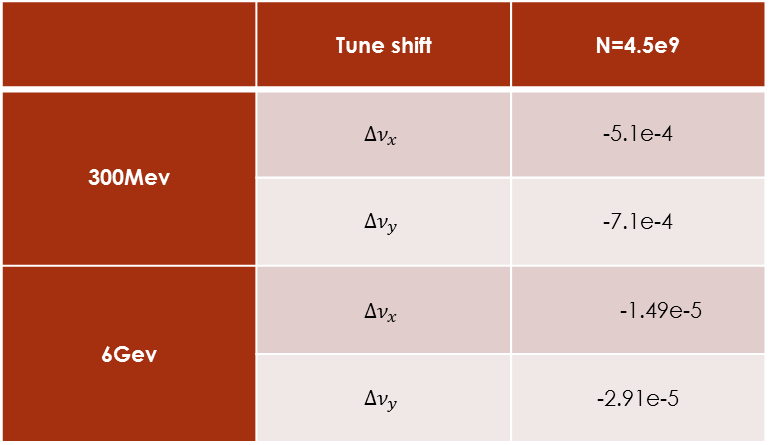 Tune shift N=4.5e9
300Mev
Δν_x -5.1e-4
Δν_y -7.1e-4
6Gev
Δν_x -1.49e-5
Δν_y -2.91e-5